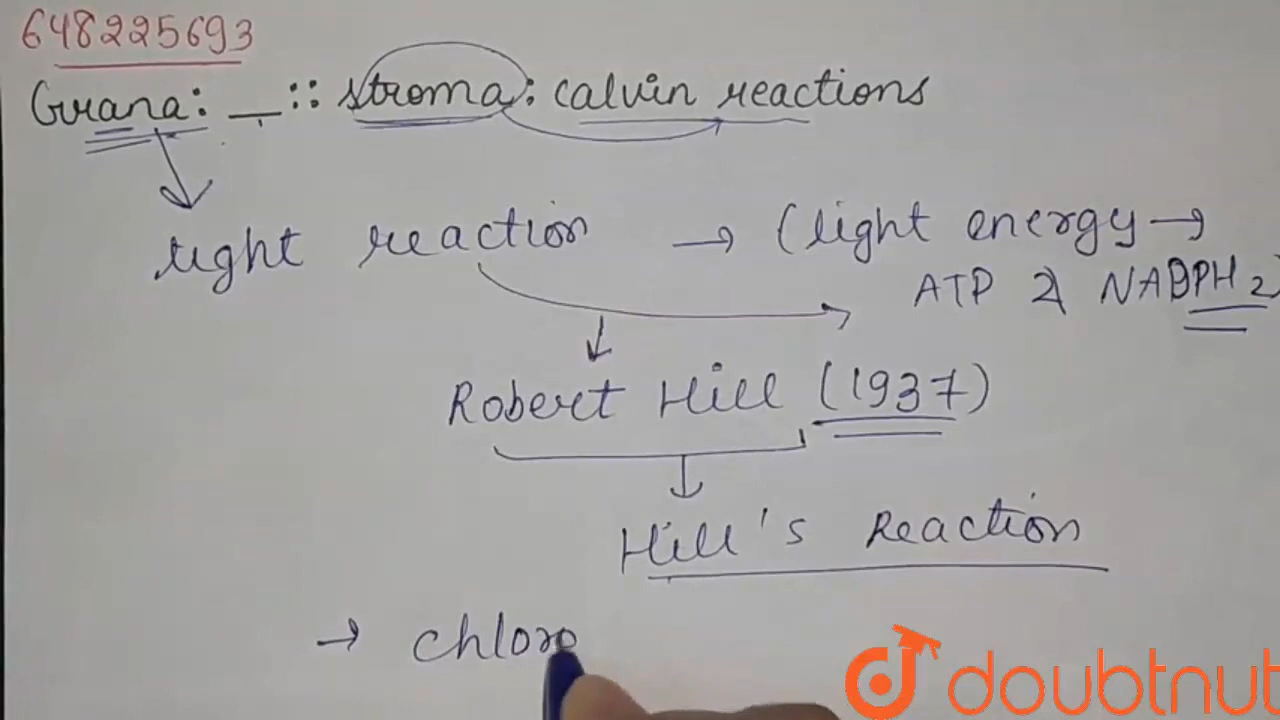 648225693
Grana: __ :: stroma: calvin reactions
light reaction → (light energy →
ATP & NADPH2)
Robert Hill (1937)
Hill's Reaction
→ chloro
doubtnut